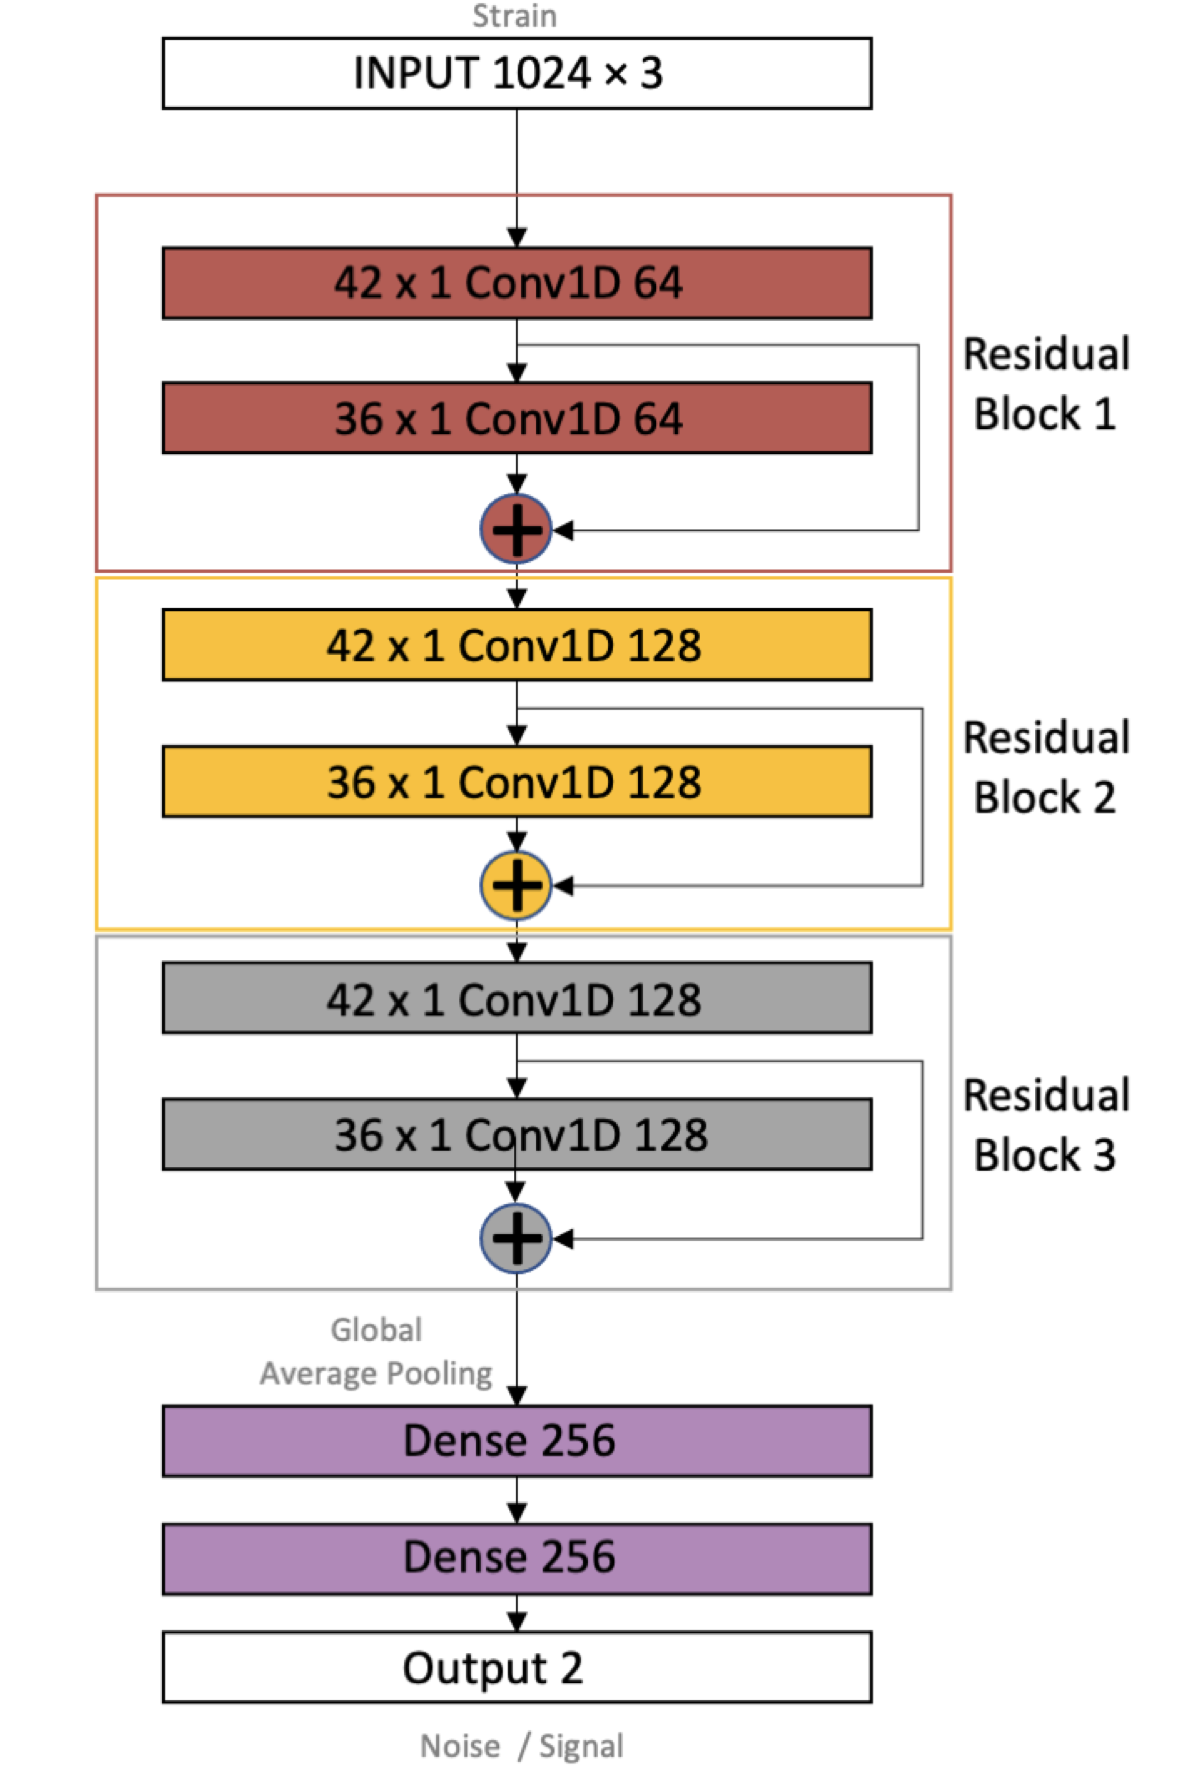 Strain
INPUT 1024 × 3
42 x 1 Conv1D 64
36 x 1 Conv1D 64
Residual
Block 1
42 x 1 Conv1D 128
36 x 1 Conv1D 128
Residual
Block 2
42 x 1 Conv1D 128
36 x 1 Conv1D 128
Residual
Block 3
Global
Average Pooling
Dense 256
Dense 256
Output 2
Noise / Signal